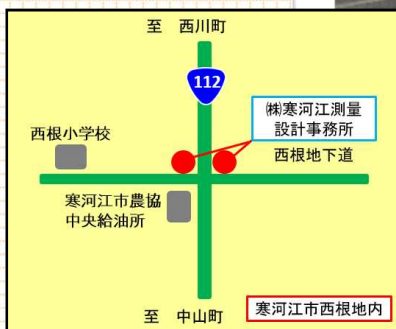 至 西川町
112
㈱寒河江測量
設計事務所
西根小学校
西根地下道
寒河江市農協
中央給油所
至 中山町
寒河江市西根地内